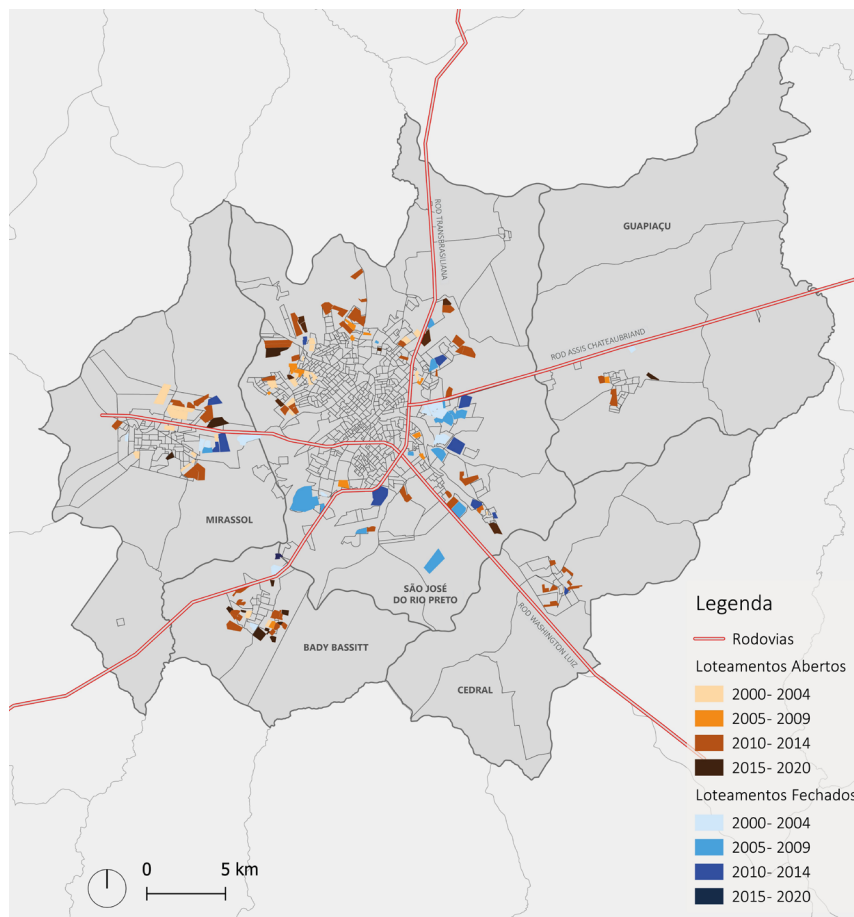 GUAPIAÇU
ROD TRANSBRASILIANA
ROD ASSIS CHATEAUBRIAND
MIRASSOL
SÃO JOSÉ
DO RIO PRETO
ROD WASHINGTON LUIZ
BADY BASSITT
CEDRAL
Legenda
Rodovias
Loteamentos Abertos
2000- 2004
2005- 2009
2010- 2014
2015- 2020
Loteamentos Fechados
2000- 2004
2005- 2009
2010- 2014
2015- 2020
0 5 km